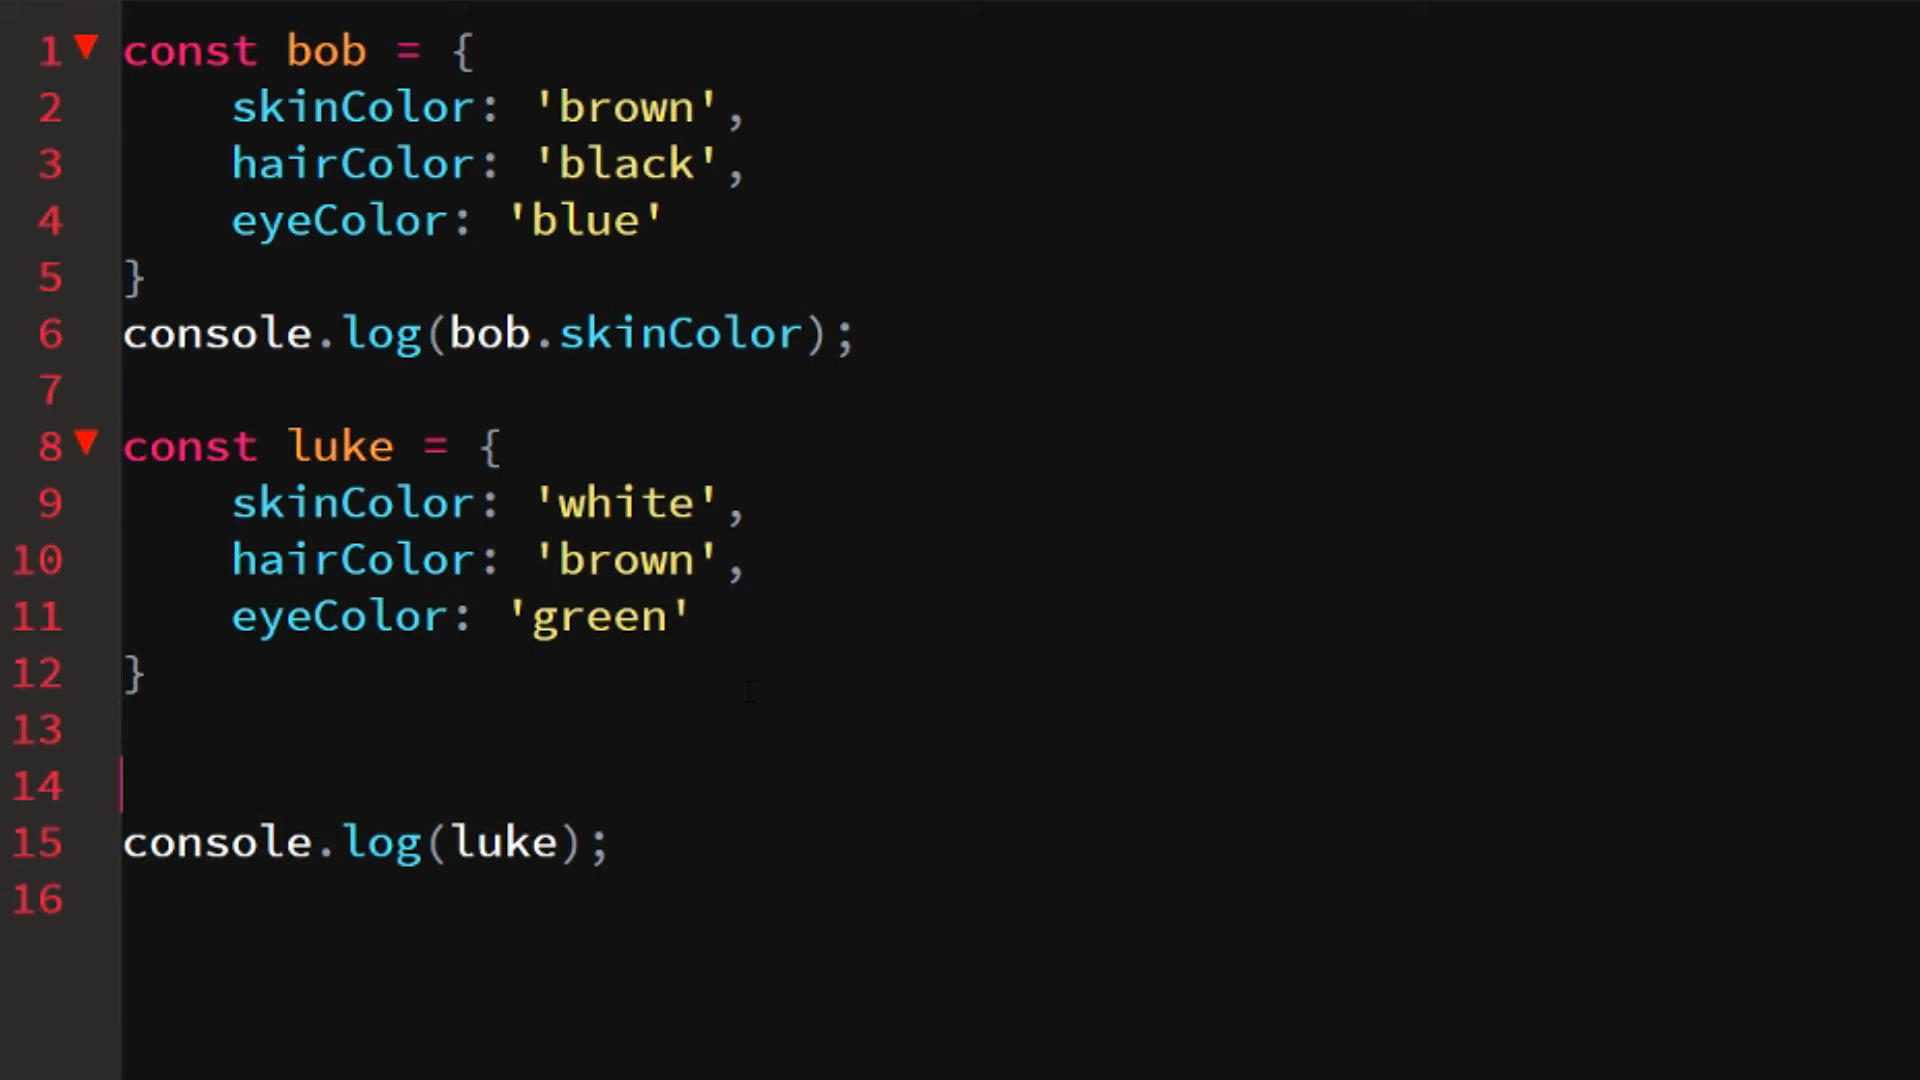 1 const bob = {
2     skinColor: 'brown',
3     hairColor: 'black',
4     eyeColor: 'blue'
5 }
6 console.log(bob.skinColor);
7
8 const luke = {
9     skinColor: 'white',
10     hairColor: 'brown',
11     eyeColor: 'green'
12 }
13
14
15 console.log(luke);
16